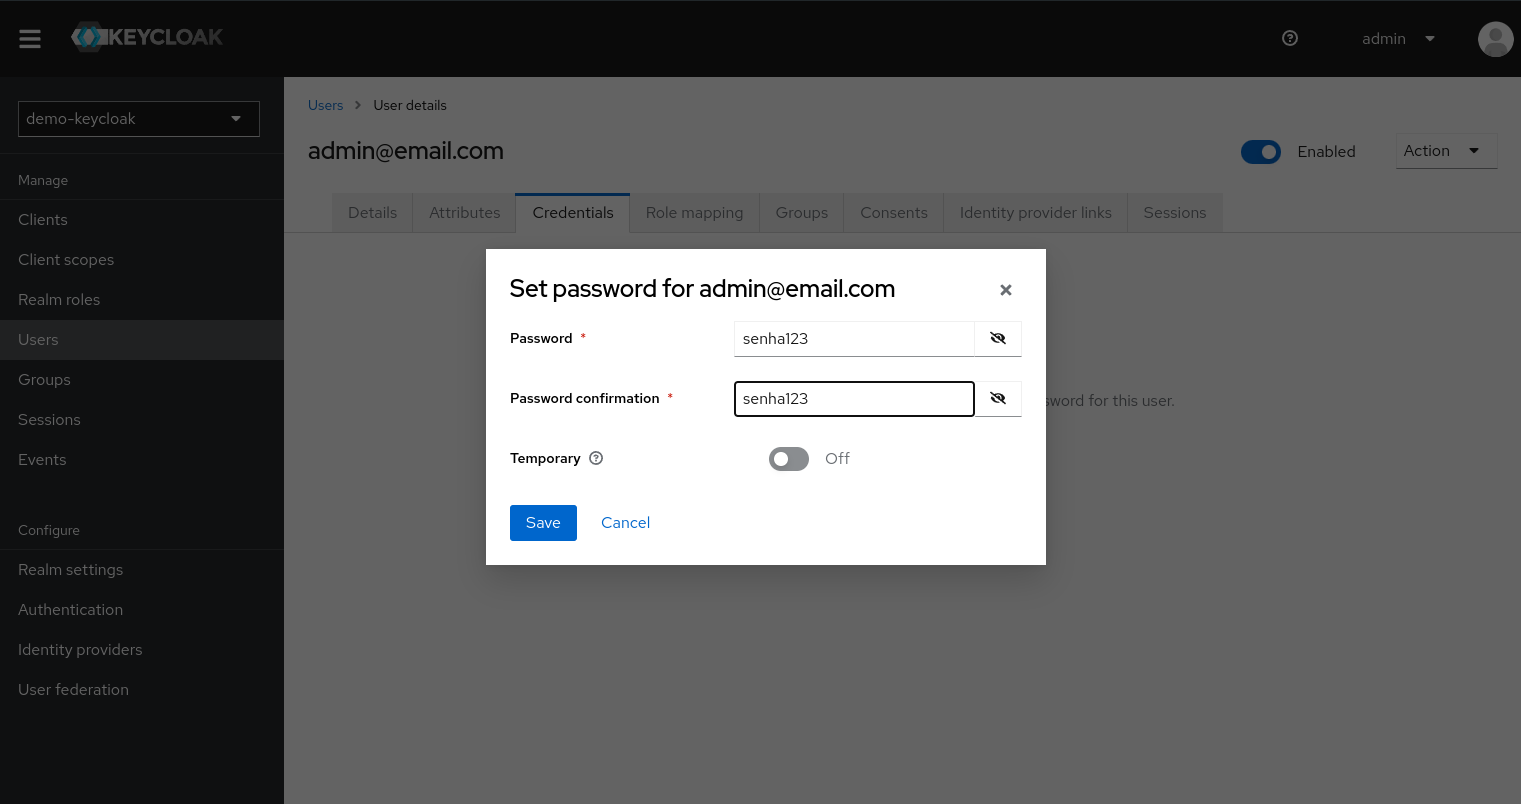 KEYCLOAK
admin
demo-keycloak
Manage
Clients
Client scopes
Realm roles
Users
Groups
Sessions
Events
Configure
Realm settings
Authentication
Identity providers
User federation
Users > User details
admin@email.com
Enabled
Action
Details Attributes Credentials Role mapping Groups Consents Identity provider links Sessions
for this user.
Set password for admin@email.com
Password *
senha123
Password confirmation *
senha123
Temporary
Off
Save Cancel